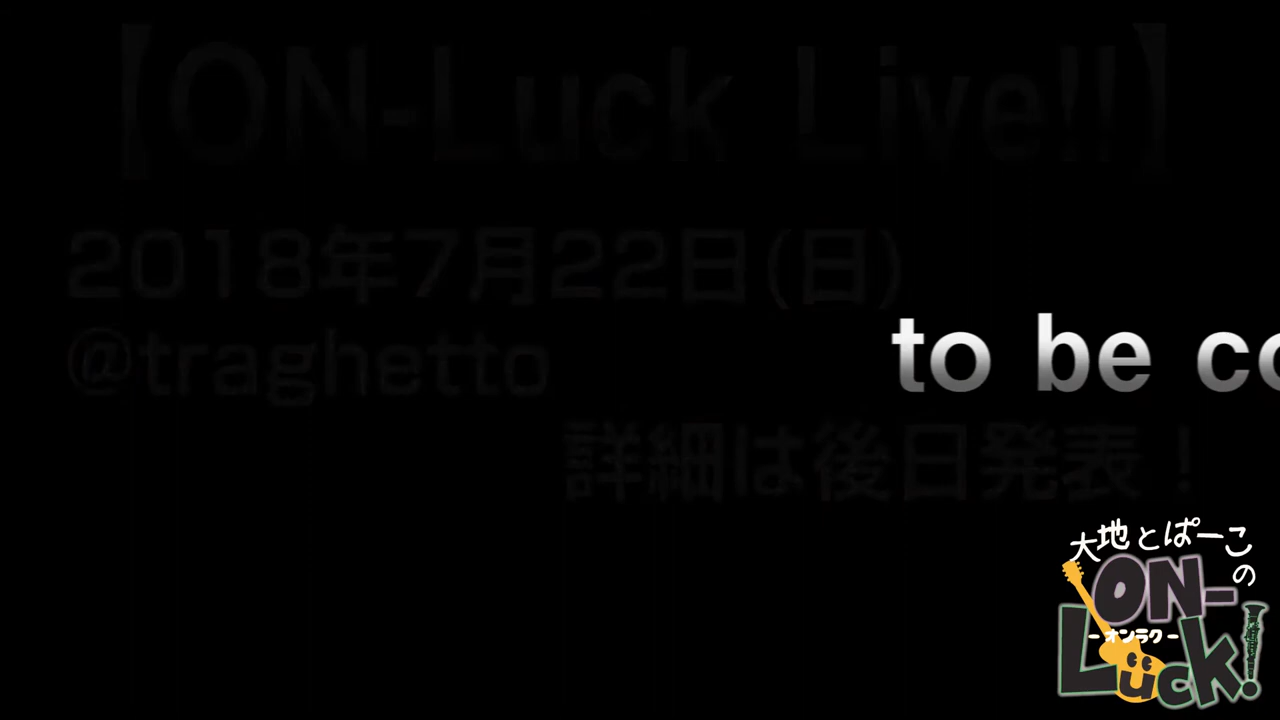 【ON-Luck Live!!】
2018年7月22日(日)
@traghetto
to be co
詳細は後日発表！
大地とぱーこ
の
ON-
-オンラク-
Luck!